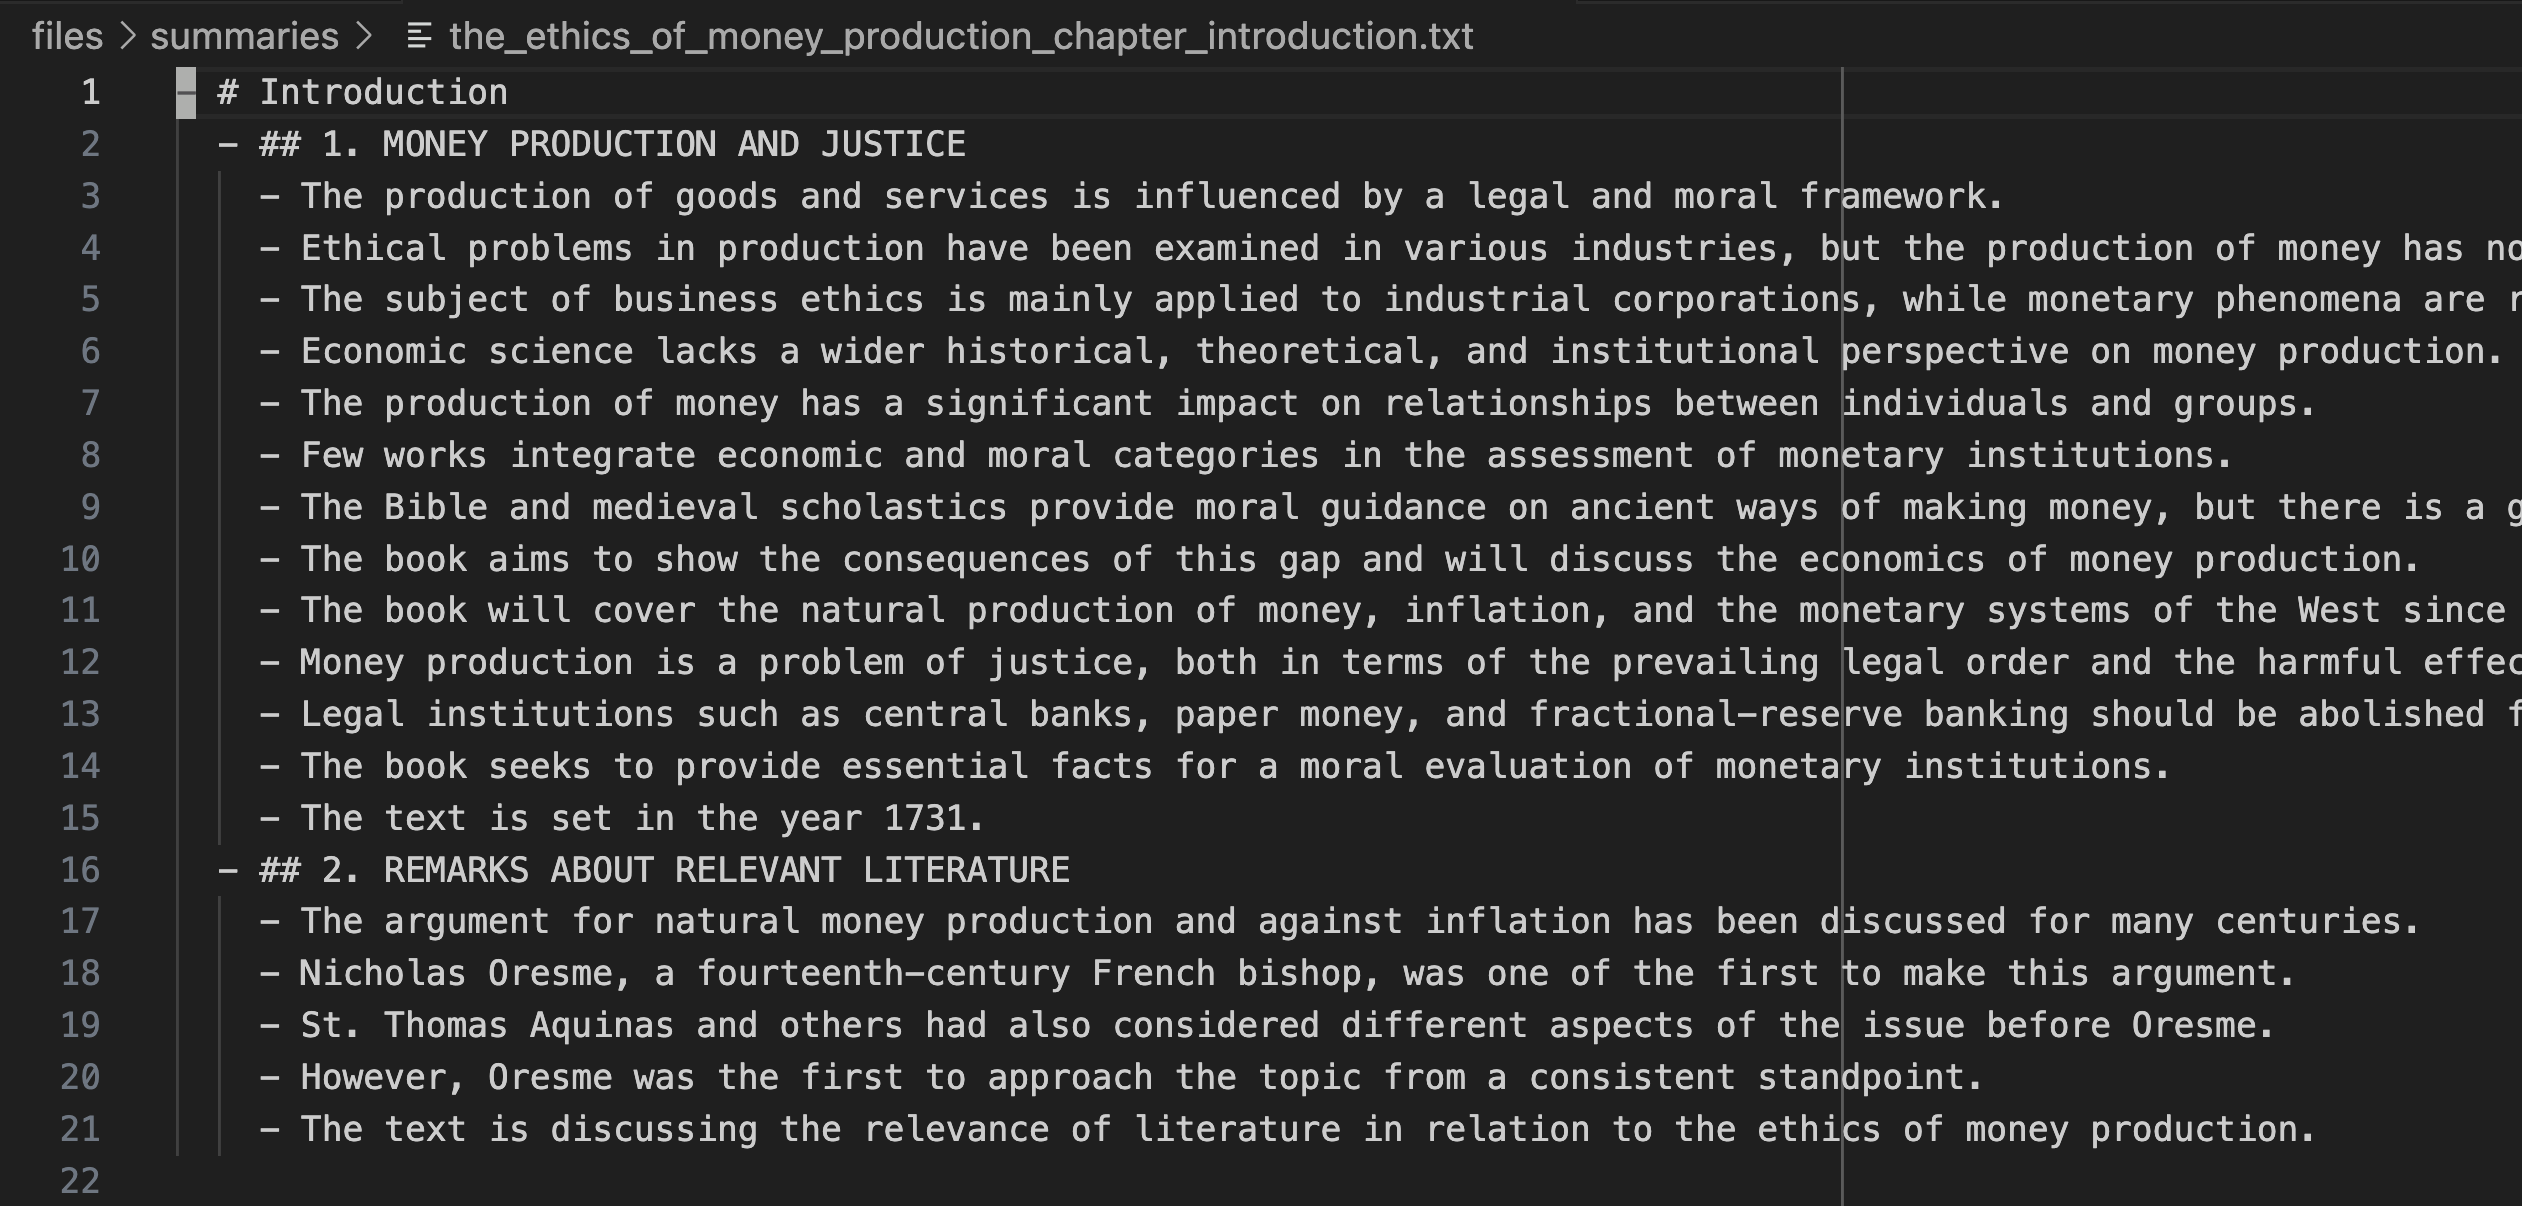 files > summaries > the_ethics_of_money_production_chapter_introduction.txt
1 - # Introduction
2 - ## 1. MONEY PRODUCTION AND JUSTICE
3 - The production of goods and services is influenced by a legal and moral framework.
4 - Ethical problems in production have been examined in various industries, but the production of money has
5 - The subject of business ethics is mainly applied to industrial corporations, while monetary phenomena are
6 - Economic science lacks a wider historical, theoretical, and institutional perspective on money production.
7 - The production of money has a significant impact on relationships between individuals and groups.
8 - Few works integrate economic and moral categories in the assessment of monetary institutions.
9 - The Bible and medieval scholastics provide moral guidance on ancient ways of making money, but there is a
10 - The book aims to show the consequences of this gap and will discuss the economics of money production.
11 - The book will cover the natural production of money, inflation, and the monetary systems of the West since
12 - Money production is a problem of justice, both in terms of the prevailing legal order and the harmful
13 - Legal institutions such as central banks, paper money, and fractional-reserve banking should be abolished
14 - The book seeks to provide essential facts for a moral evaluation of monetary institutions.
15 - The text is set in the year 1731.
16 - ## 2. REMARKS ABOUT RELEVANT LITERATURE
17 - The argument for natural money production and against inflation has been discussed for many centuries.
18 - Nicholas Oresme, a fourteenth-century French bishop, was one of the first to make this argument.
19 - St. Thomas Aquinas and others had also considered different aspects of the issue before Oresme.
20 - However, Oresme was the first to approach the topic from a consistent standpoint.
21 - The text is discussing the relevance of literature in relation to the ethics of money production.
22